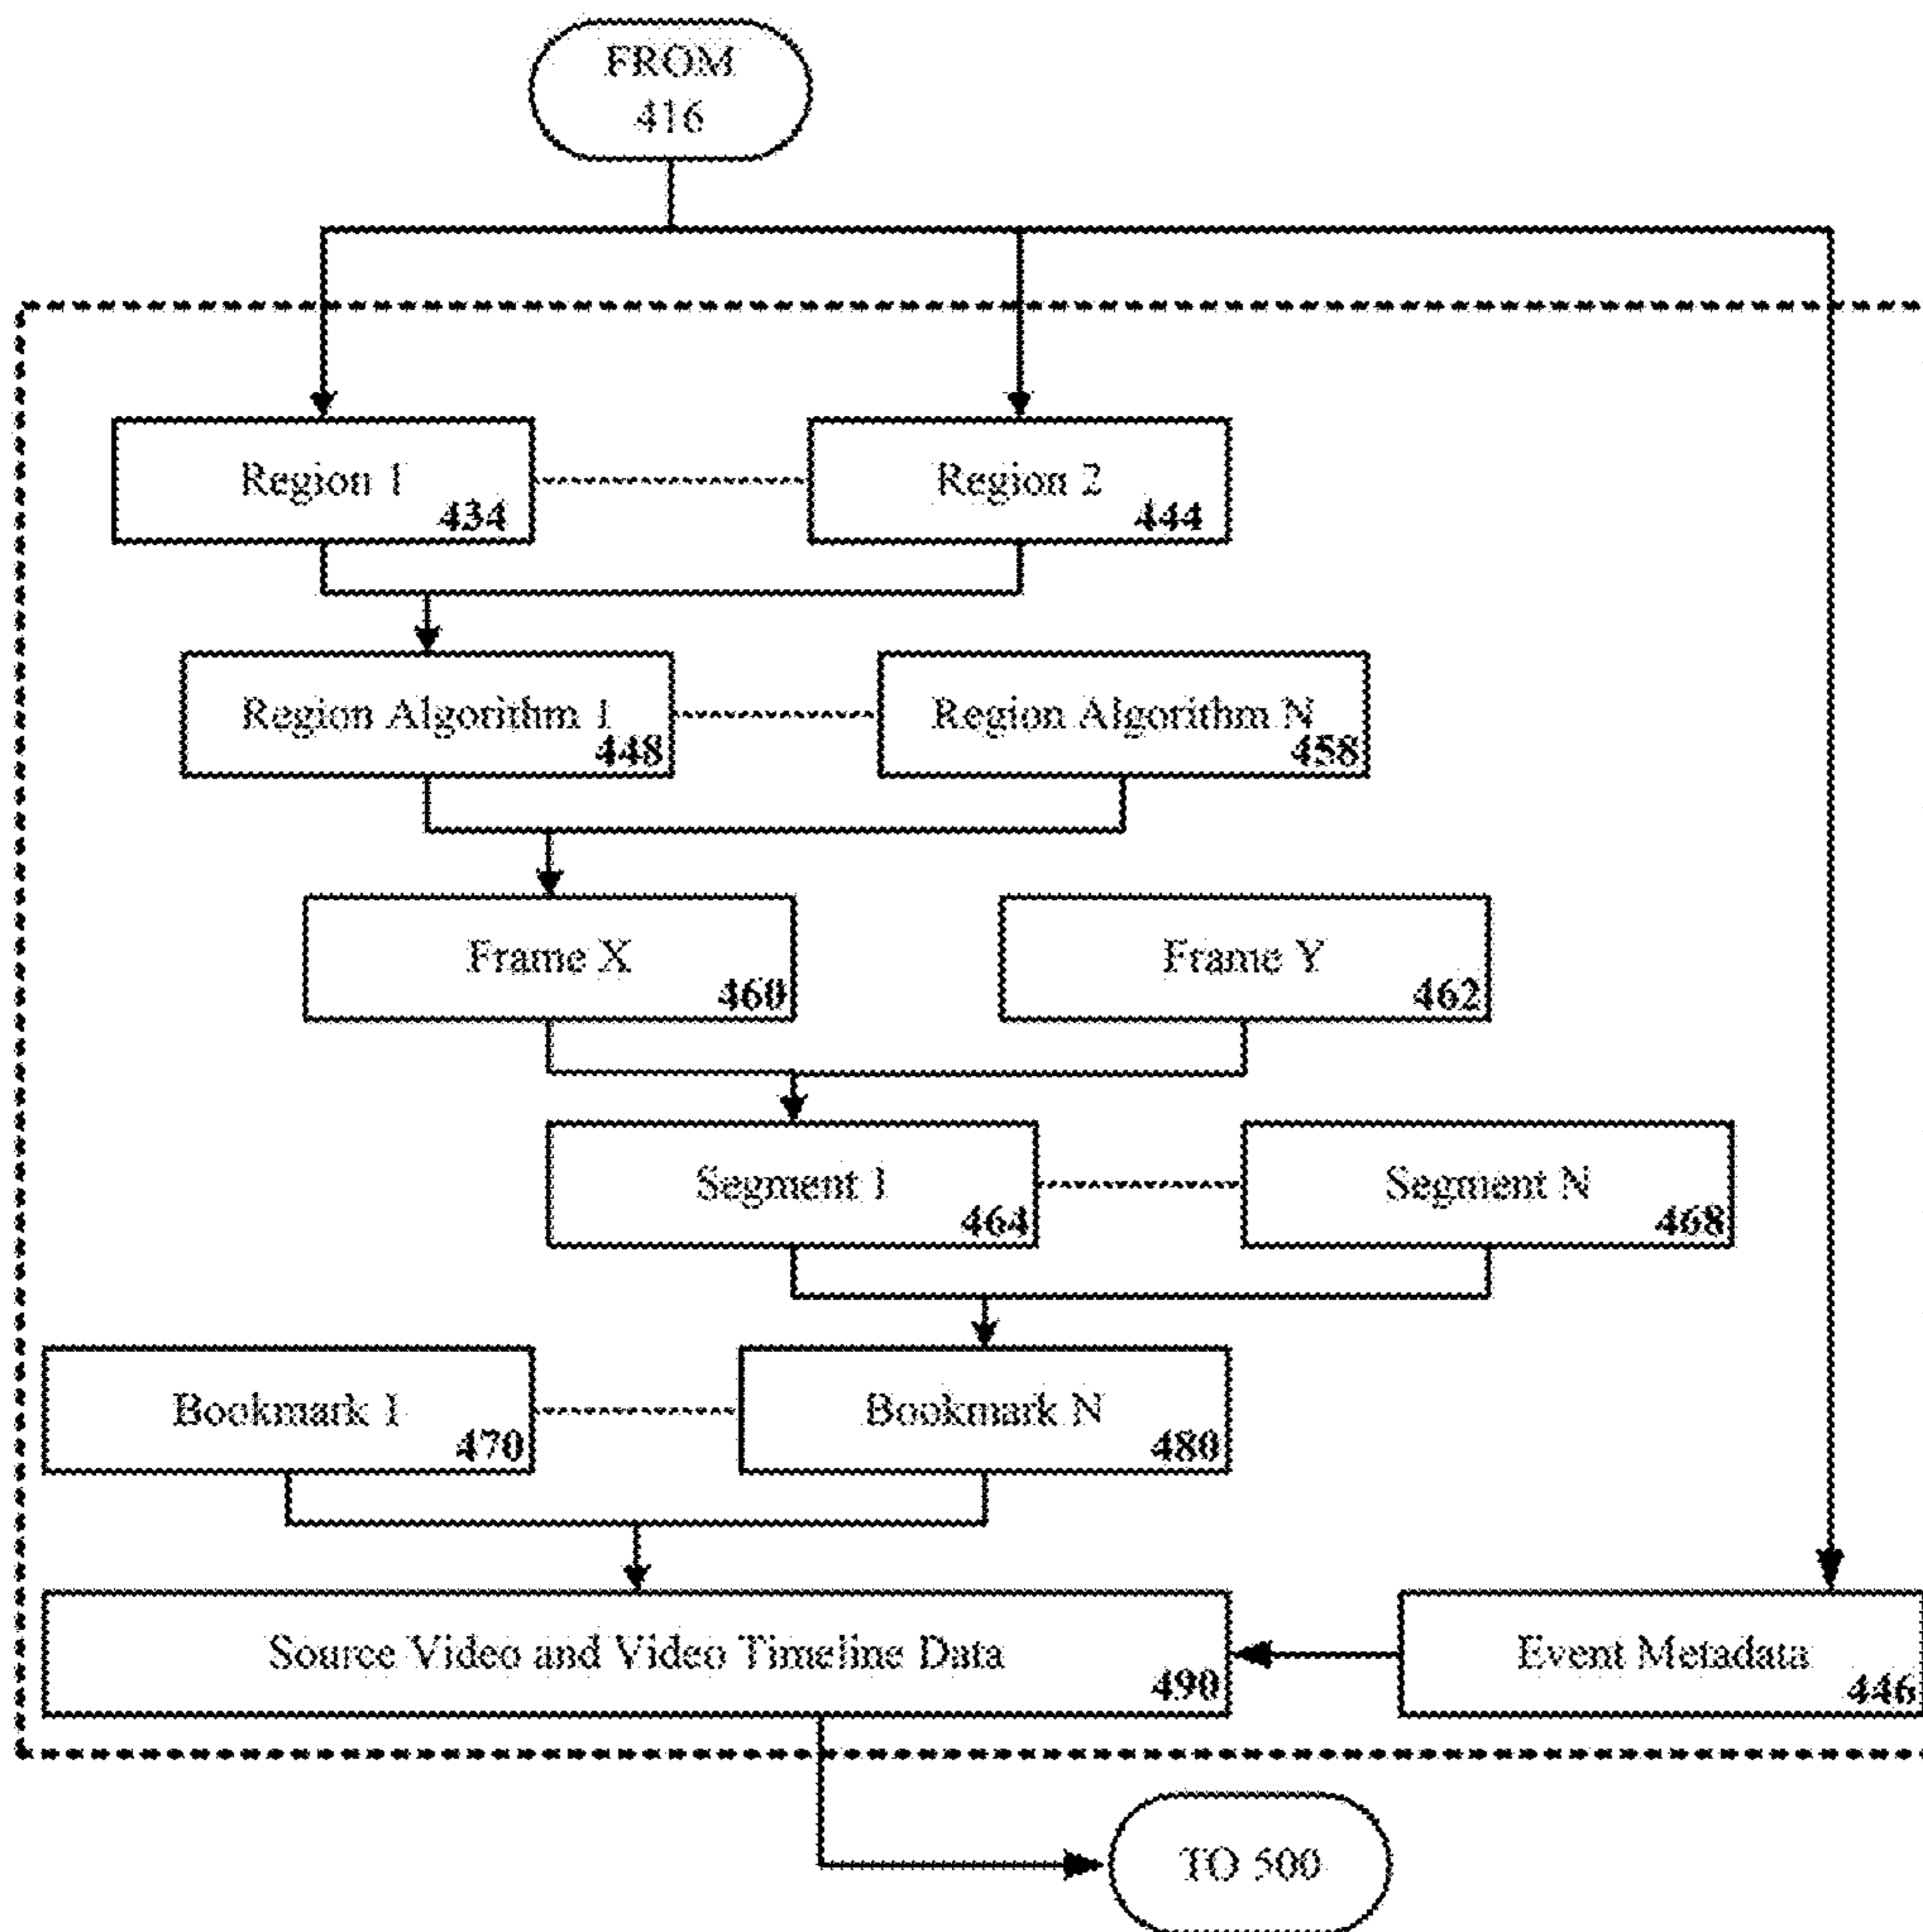 FROM
416
Region 1
434
Region 2
444
Region Algorithm 1
448
Region Algorithm N
458
Frame X
460
Frame Y
462
Segment 1
464
Segment N
468
Bookmark 1
470
Bookmark N
480
Source Video and Video Timeline Data
490
Event Metadata
446
TO 500